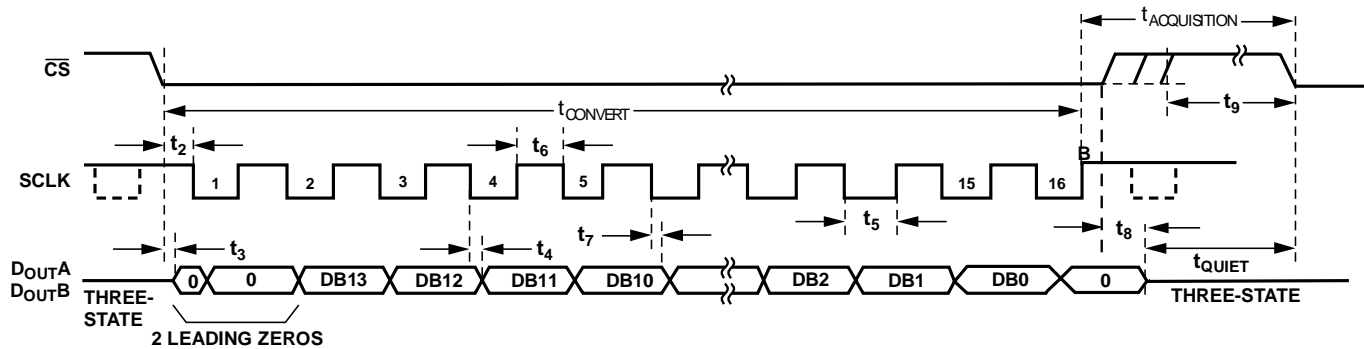 tACQUISITION
CS
tCONVERT
t9
t2
t6
B
SCLK
1
2
3
4
5
15
16
t3
t4
t7
t5
t8
DOUTA
DOUTB
0
0
DB13
DB12
DB11
DB10
DB2
DB1
DB0
0
tQUIET
THREE-
STATE
THREE-STATE
2 LEADING ZEROS